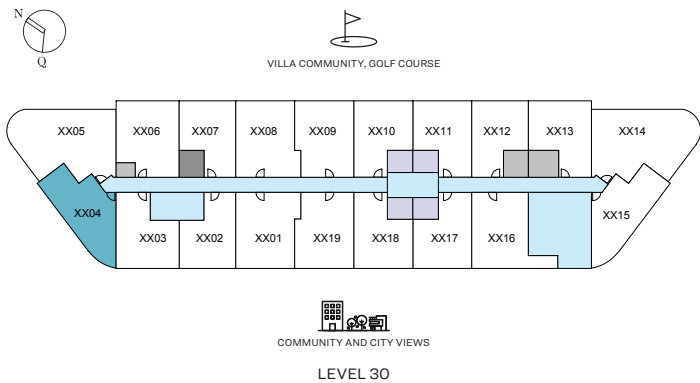 N
Q
VILLA COMMUNITY, GOLF COURSE
XX05 XX06 XX07 XX08 XX09 XX10 XX11 XX12 XX13 XX14
XX04 XX15
XX03 XX02 XX01 XX19 XX18 XX17 XX16
COMMUNITY AND CITY VIEWS
LEVEL 30